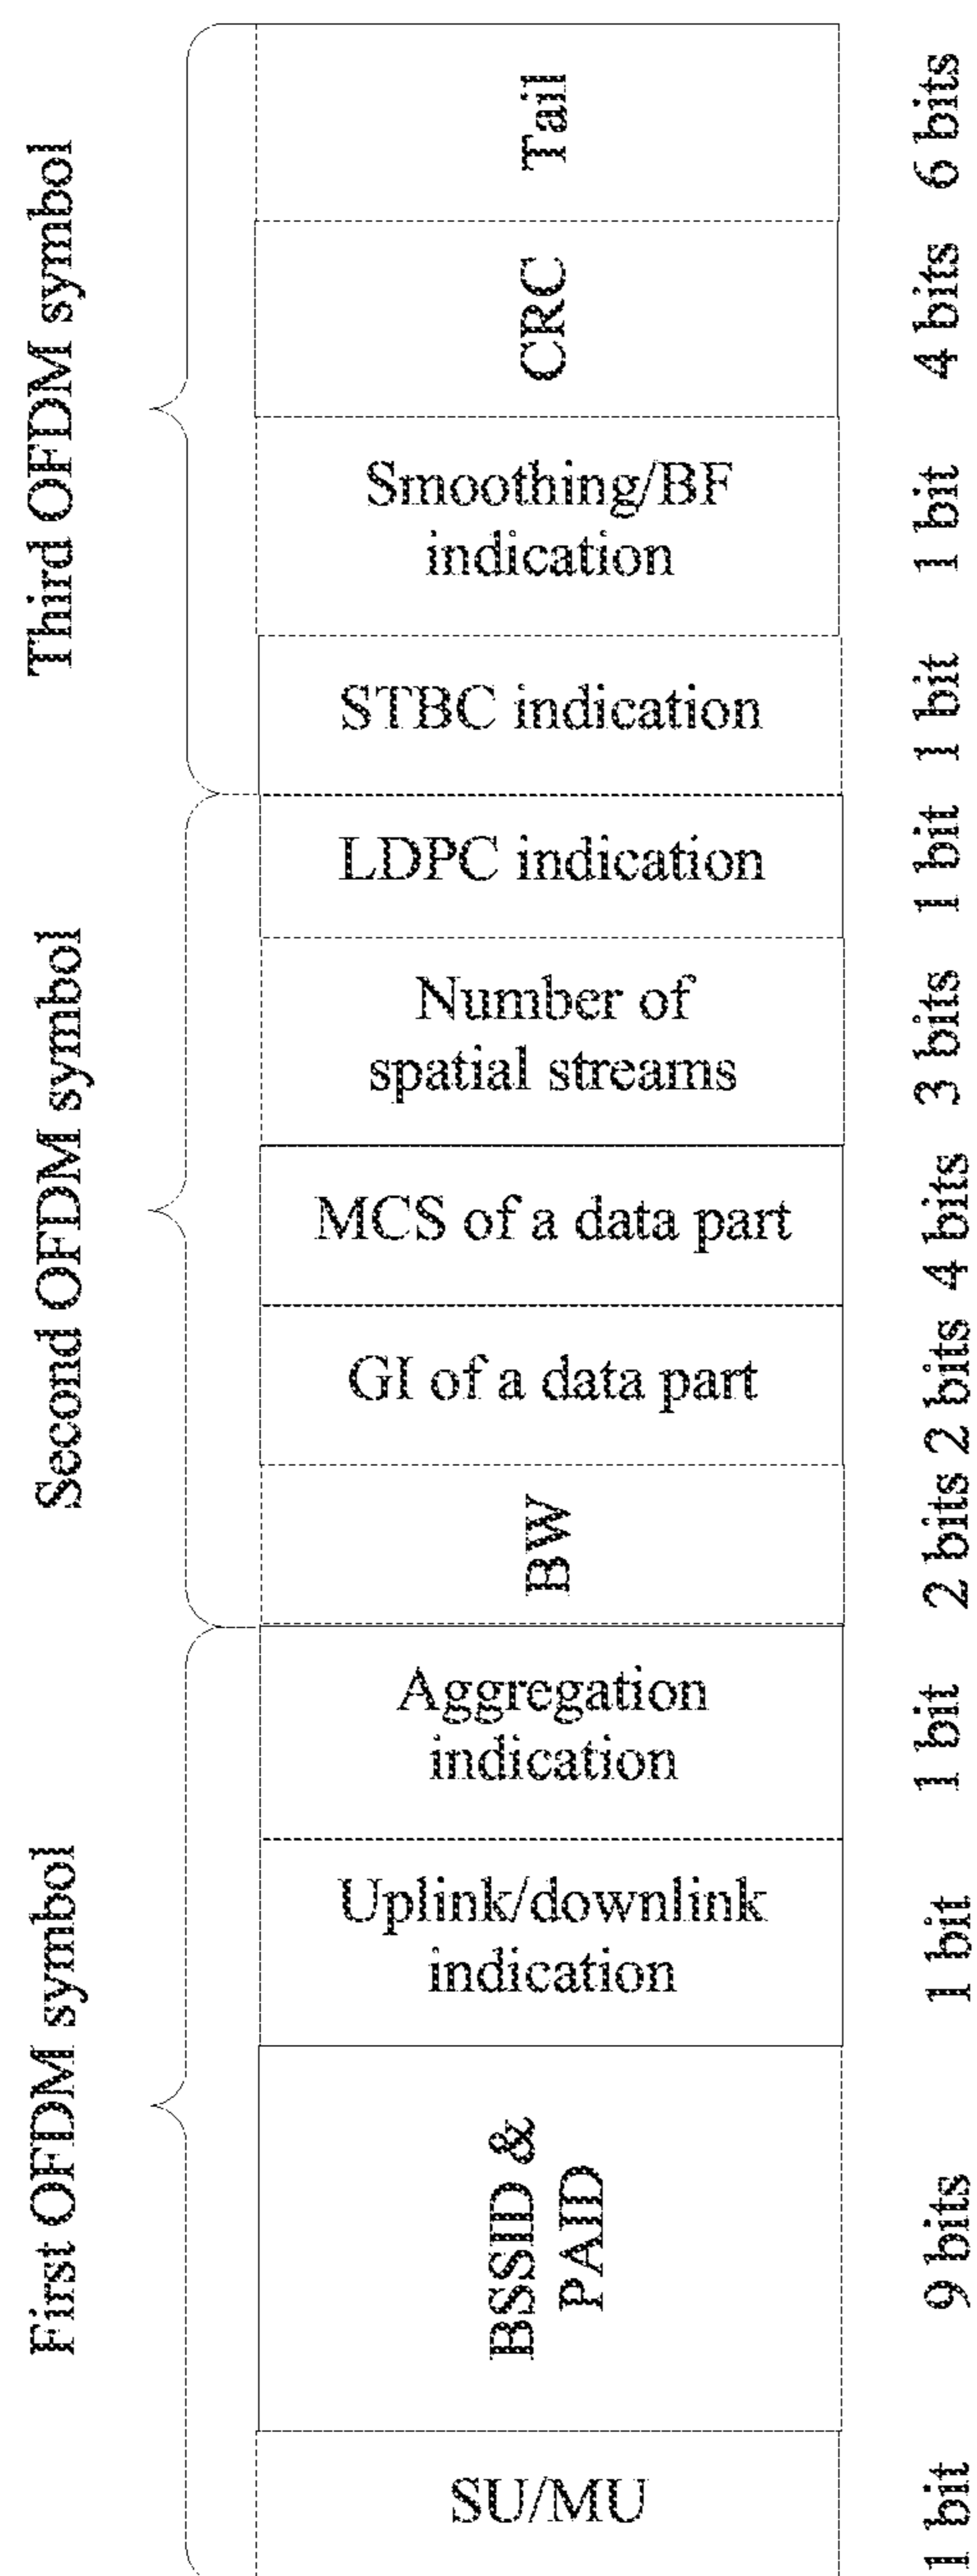 Third OFDM symbol
Tail
6 bits
CRC
4 bits
Smoothing/BF
indication
1 bit
STBC indication
1 bit
Second OFDM symbol
LDPC indication
1 bit
Number of
spatial streams
3 bits
MCS of a data part
4 bits
GI of a data part
2 bits
BW
2 bits
First OFDM symbol
Aggregation
indication
1 bit
Uplink/downlink
indication
1 bit
BSSID &
PAID
9 bits
SU/MU
1 bit